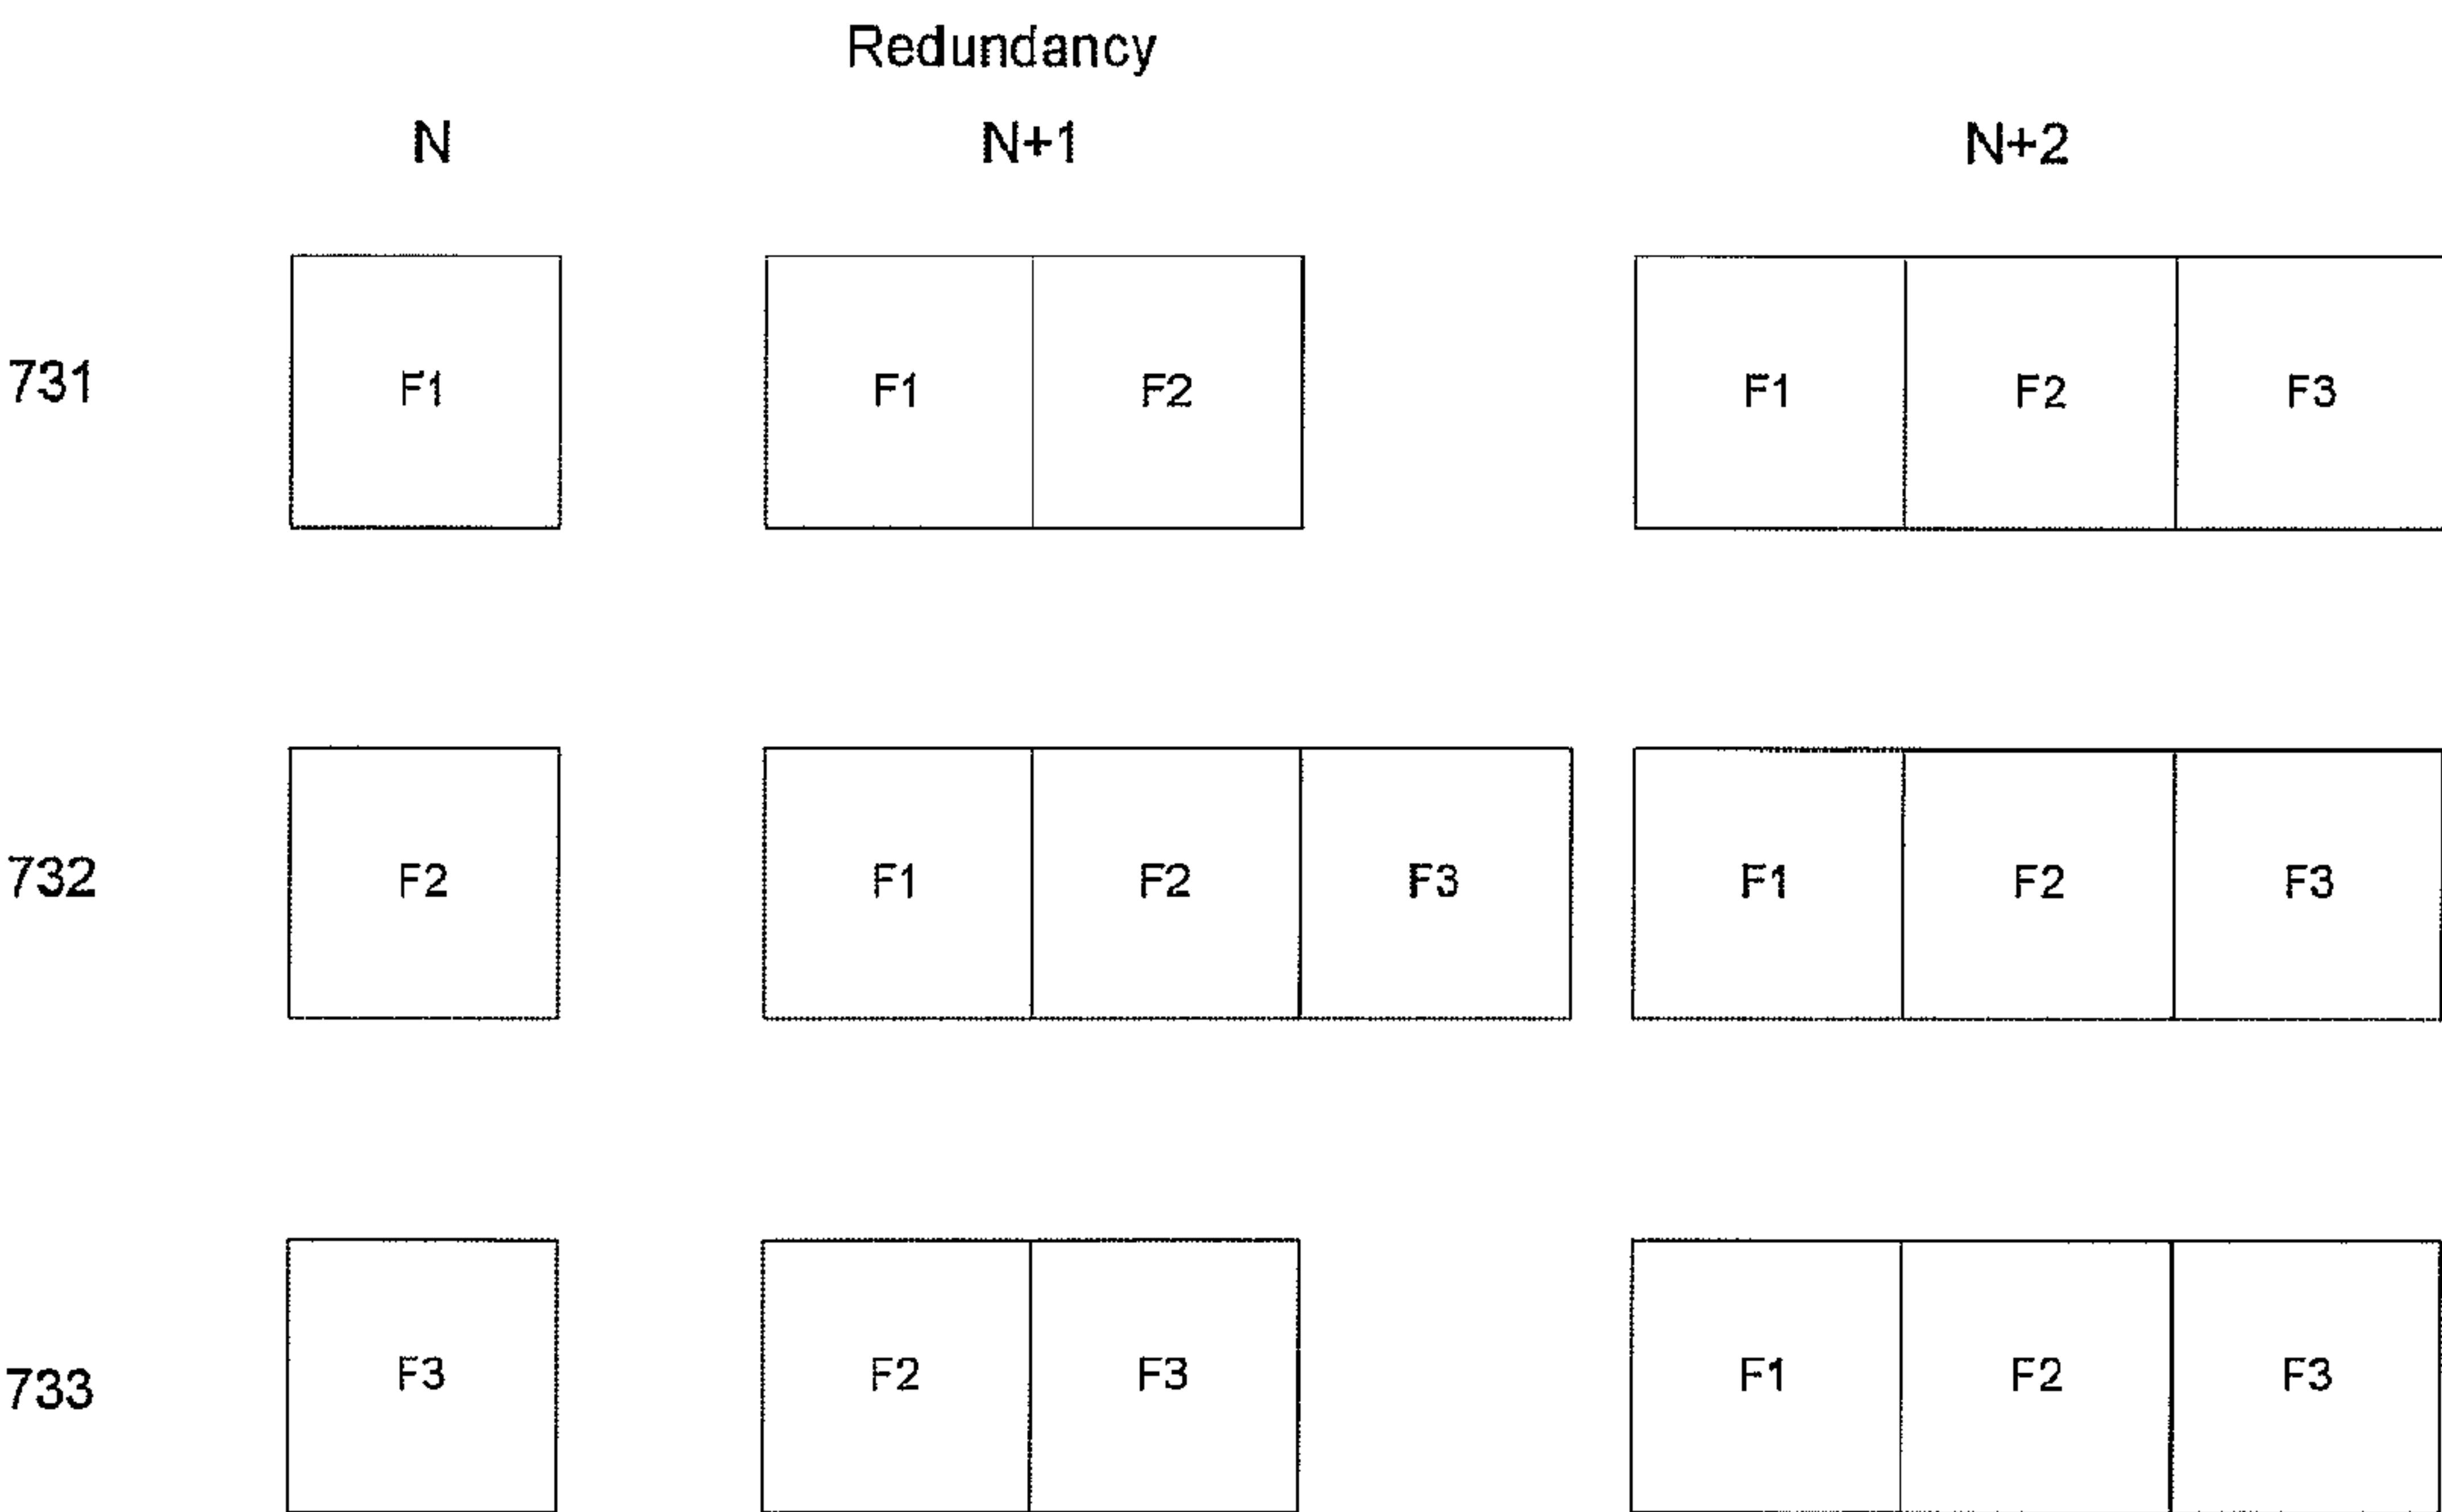 Redundancy
N N+1 N+2
731 F1 F1 F2 F1 F2 F3
732 F2 F1 F2 F3 F1 F2 F3
733 F3 F2 F3 F1 F2 F3